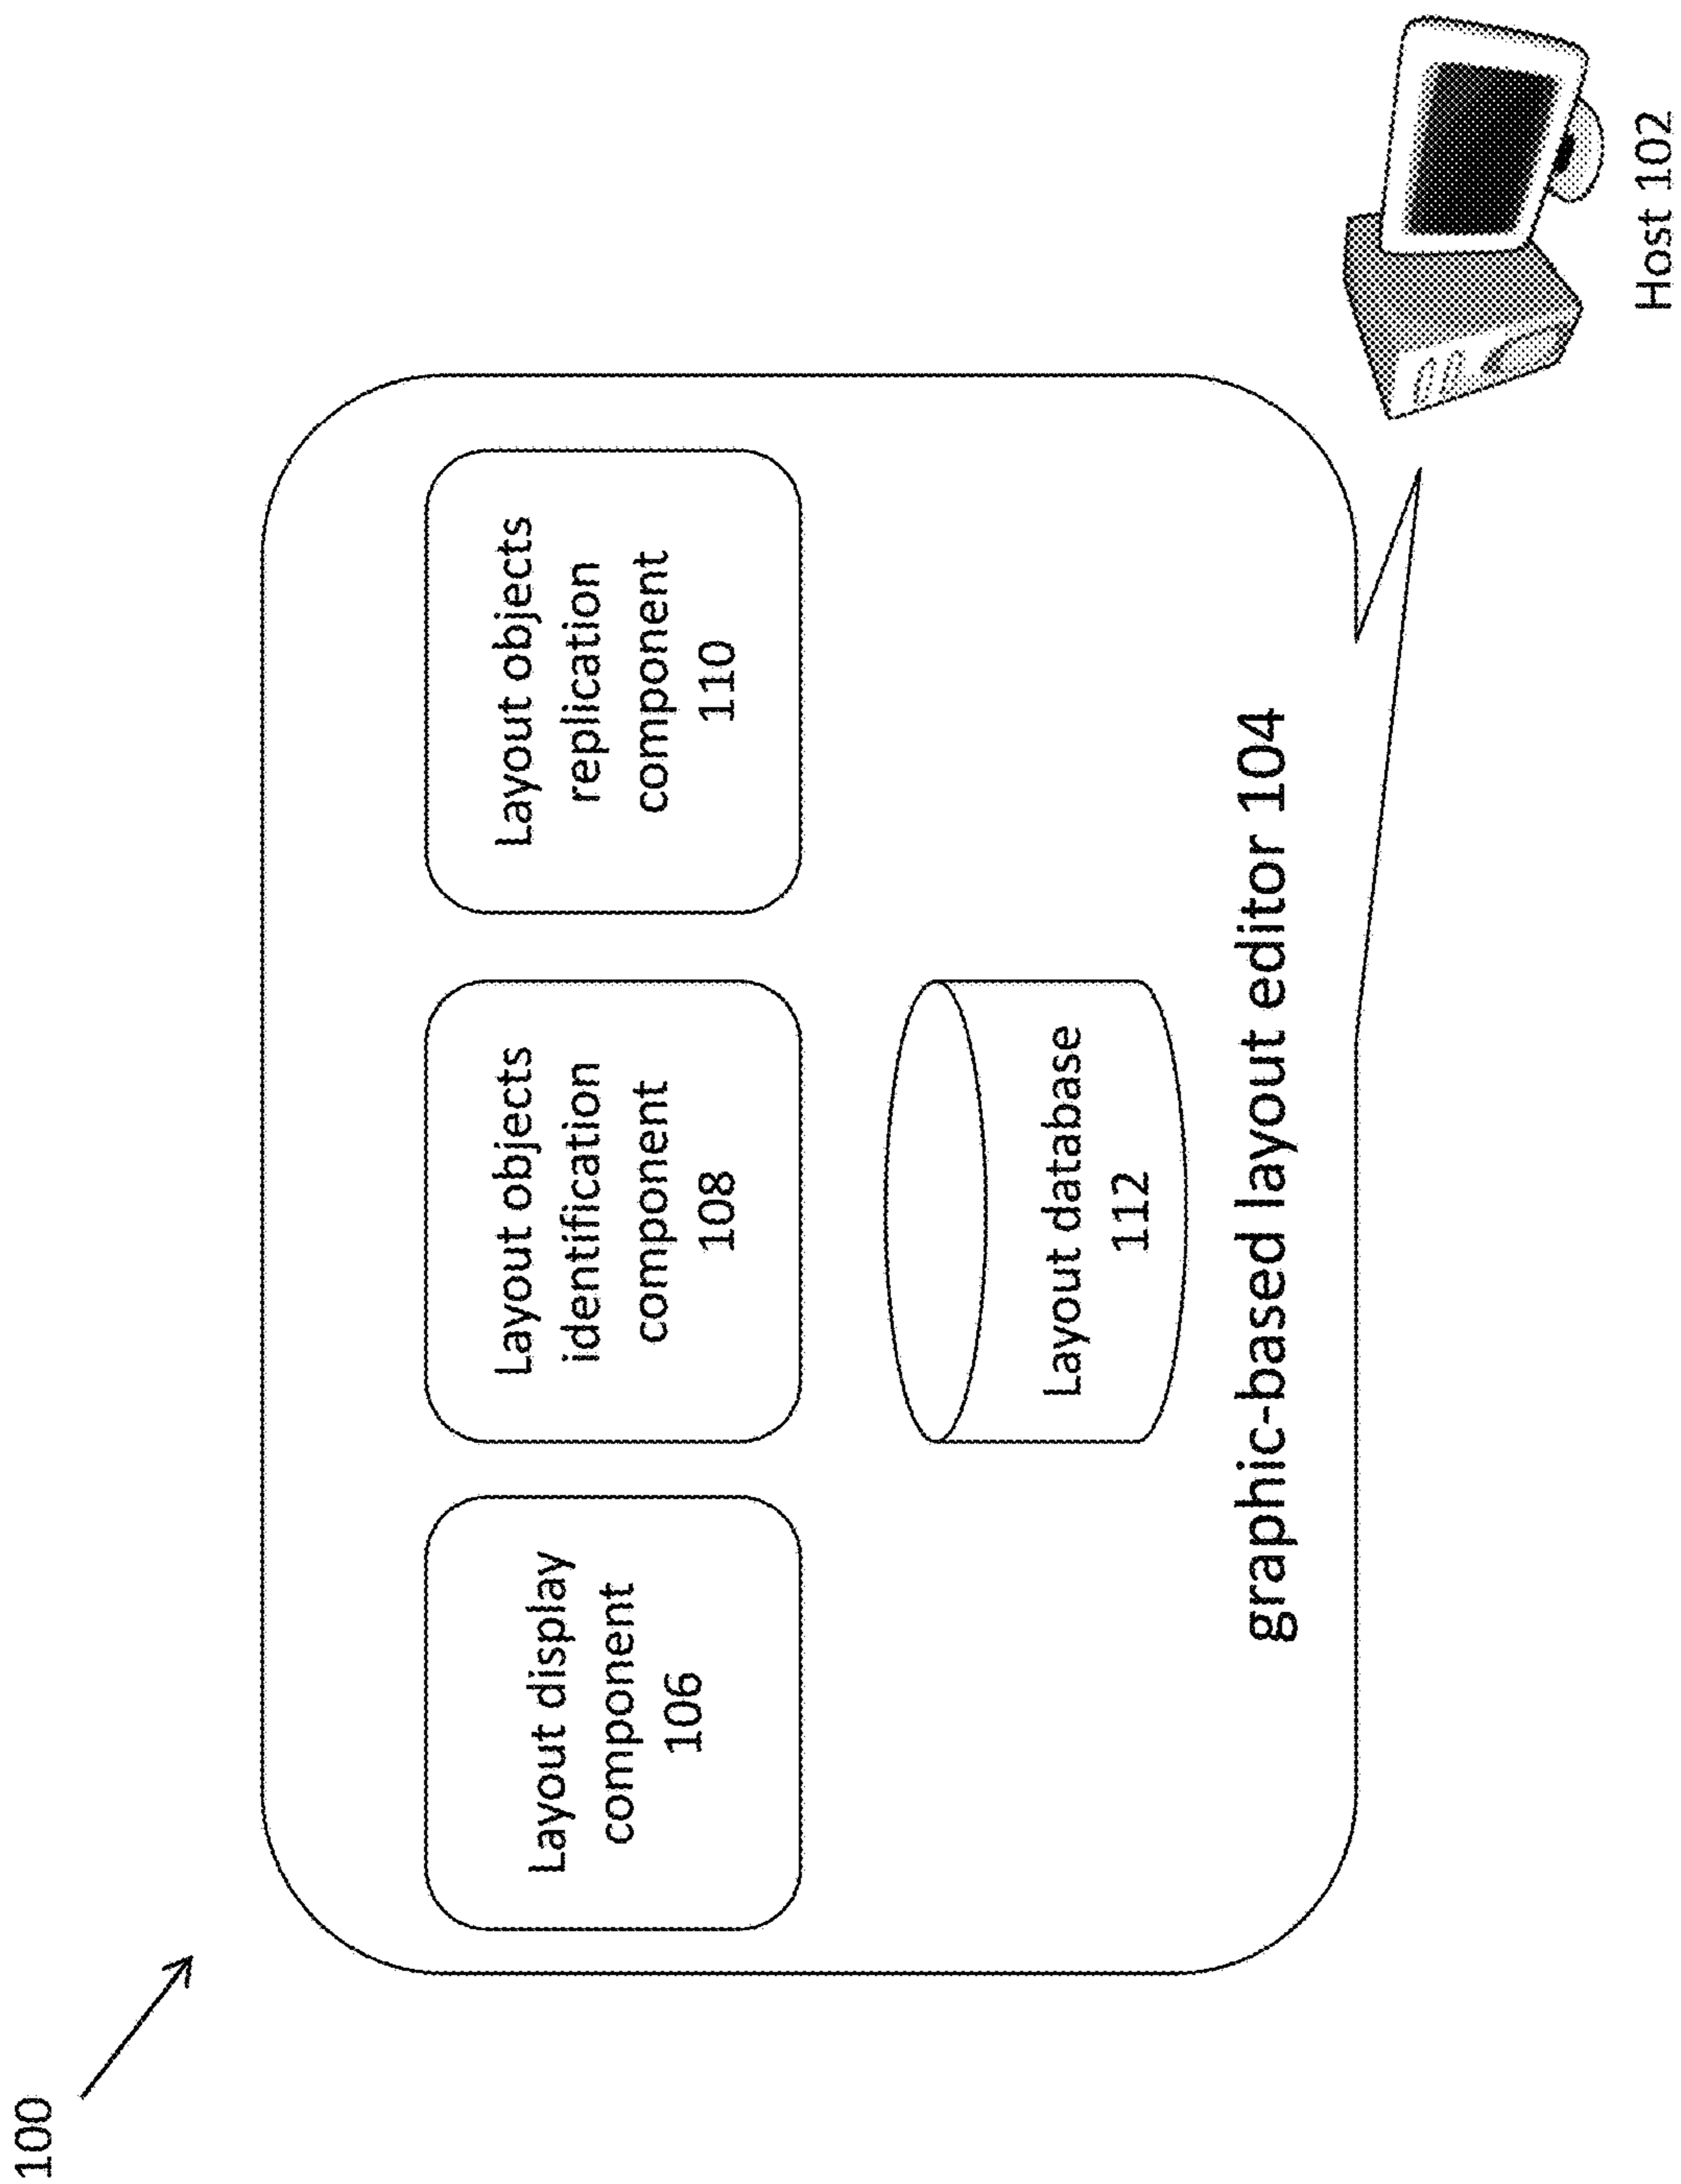 100
Layout display
component
106
Layout objects
identification
component
108
Layout objects
replication
component
110
Layout database
112
graphic-based layout editor 104
Host 102